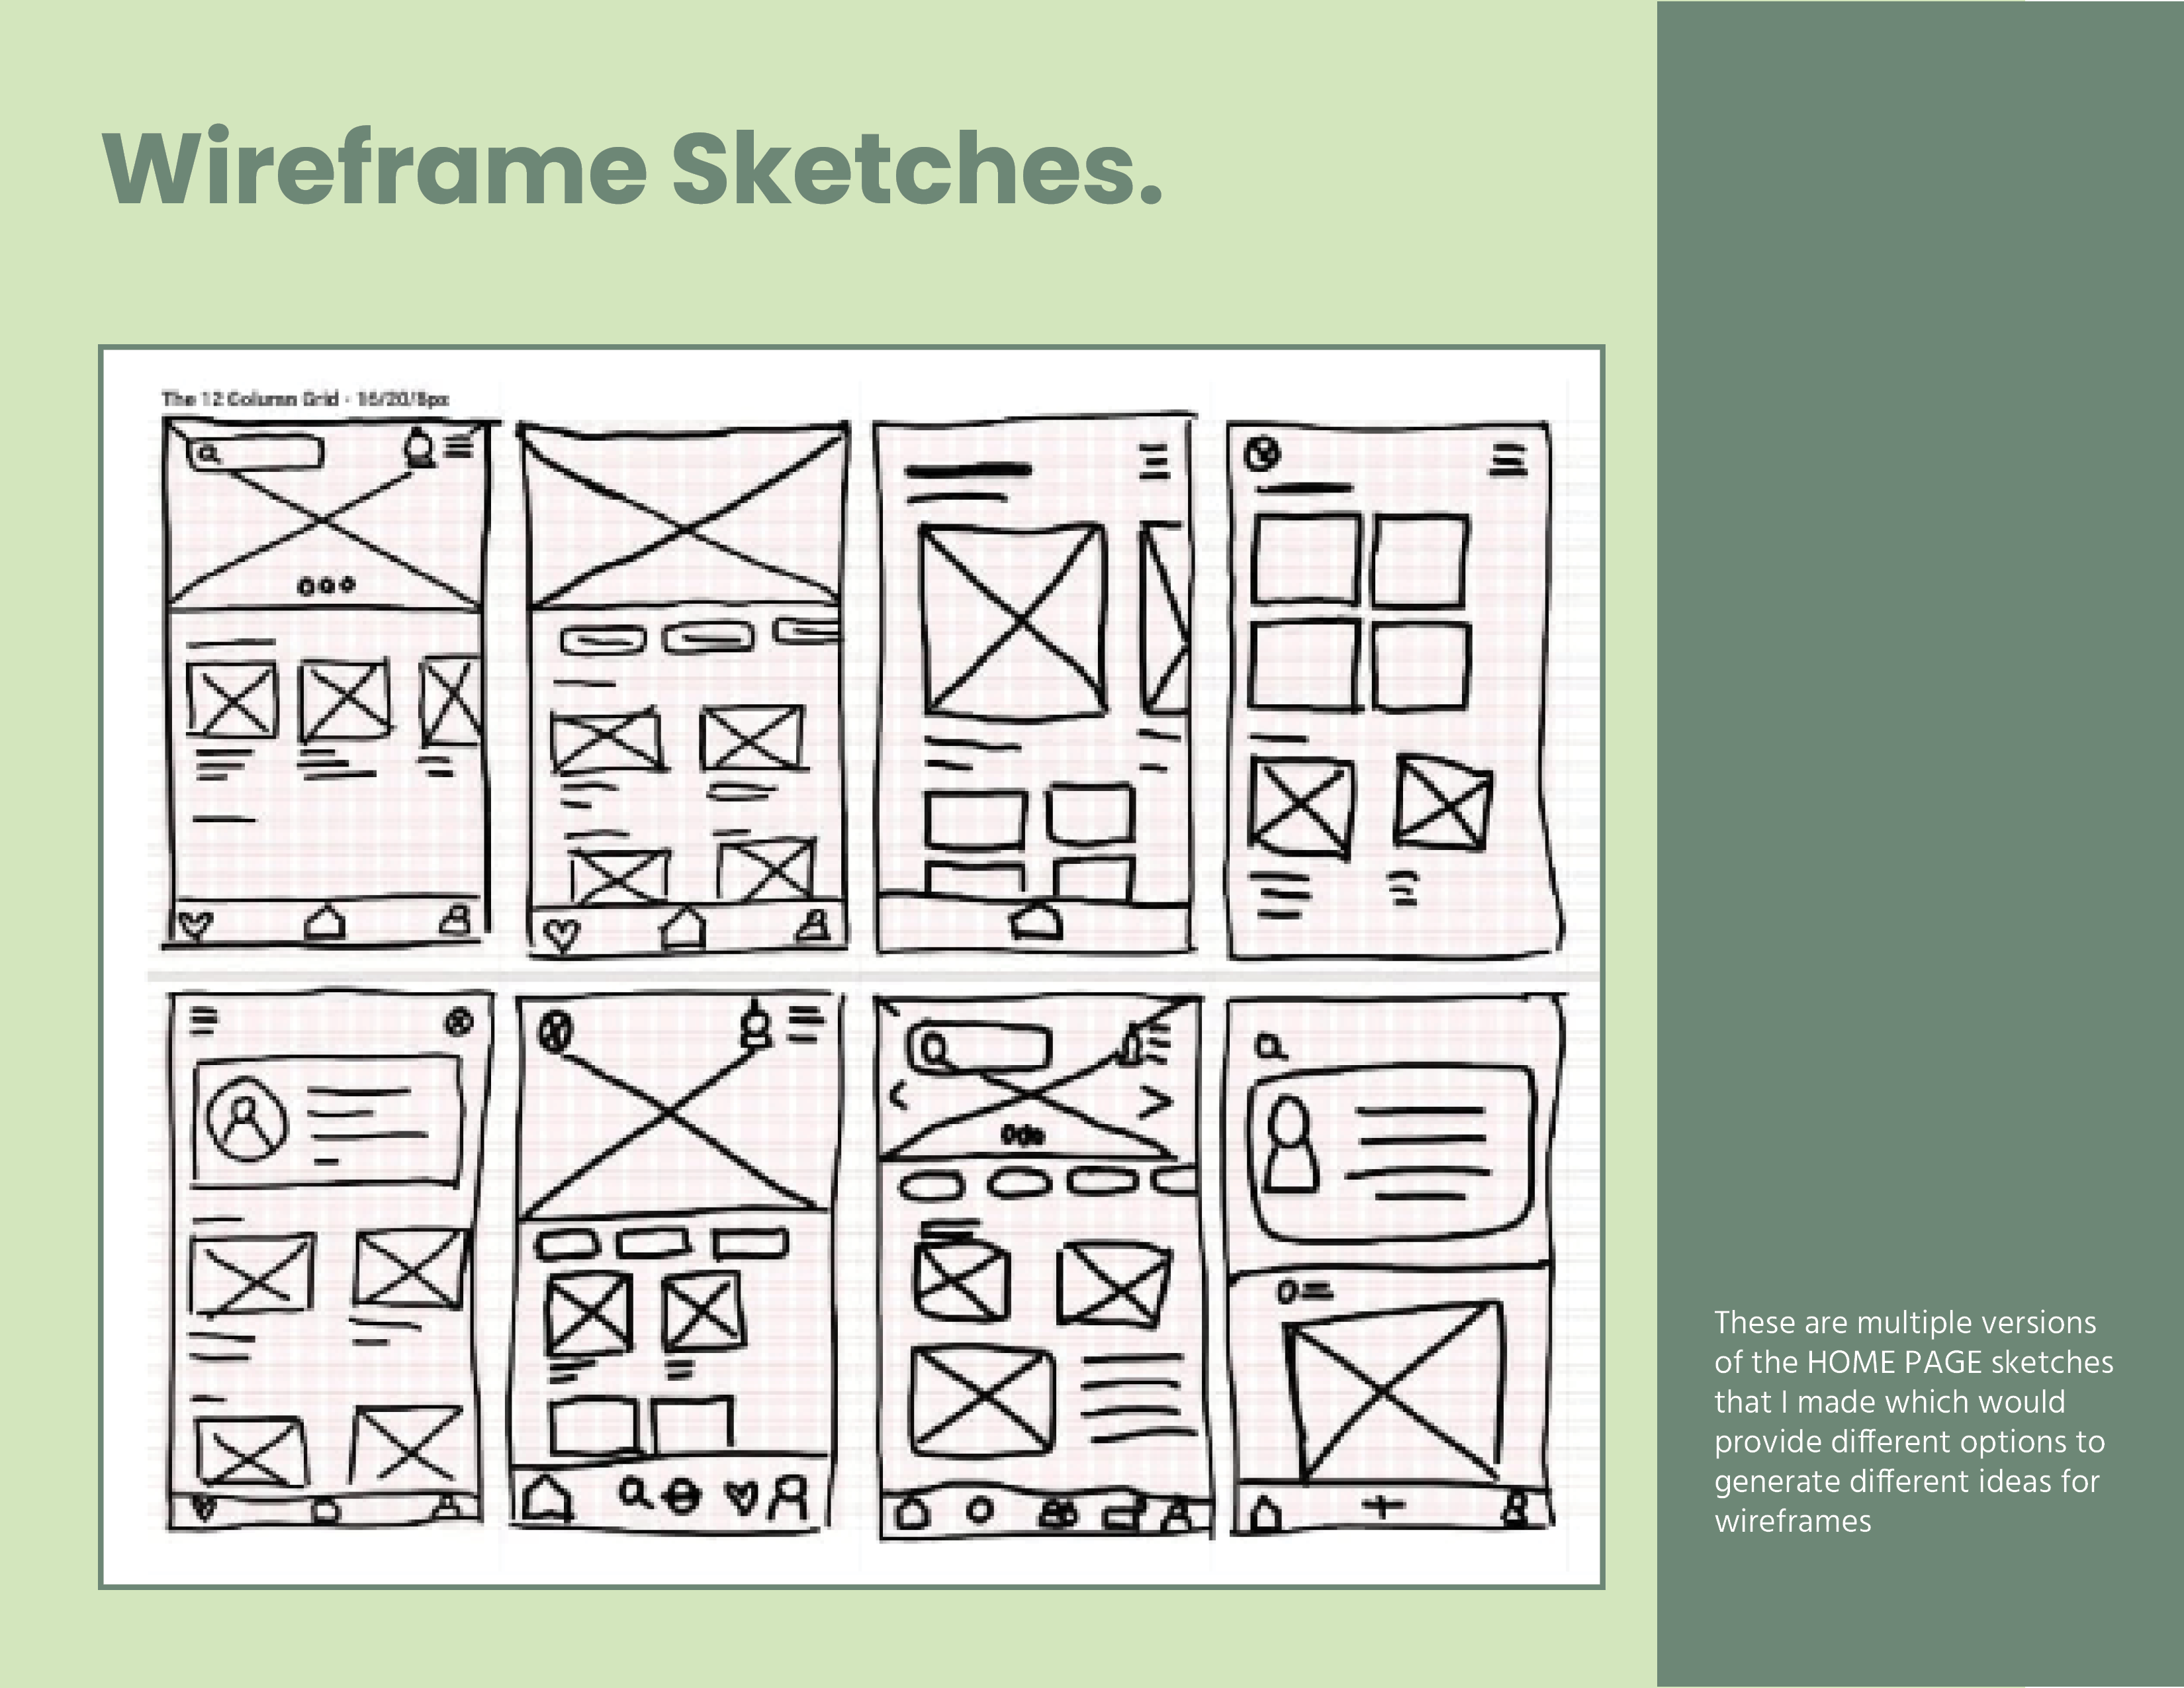 Wireframe Sketches.
The 12 Column Grid - 16/20/8px
These are multiple versions
of the HOME PAGE sketches
that I made which would
provide different options to
generate different ideas for
wireframes